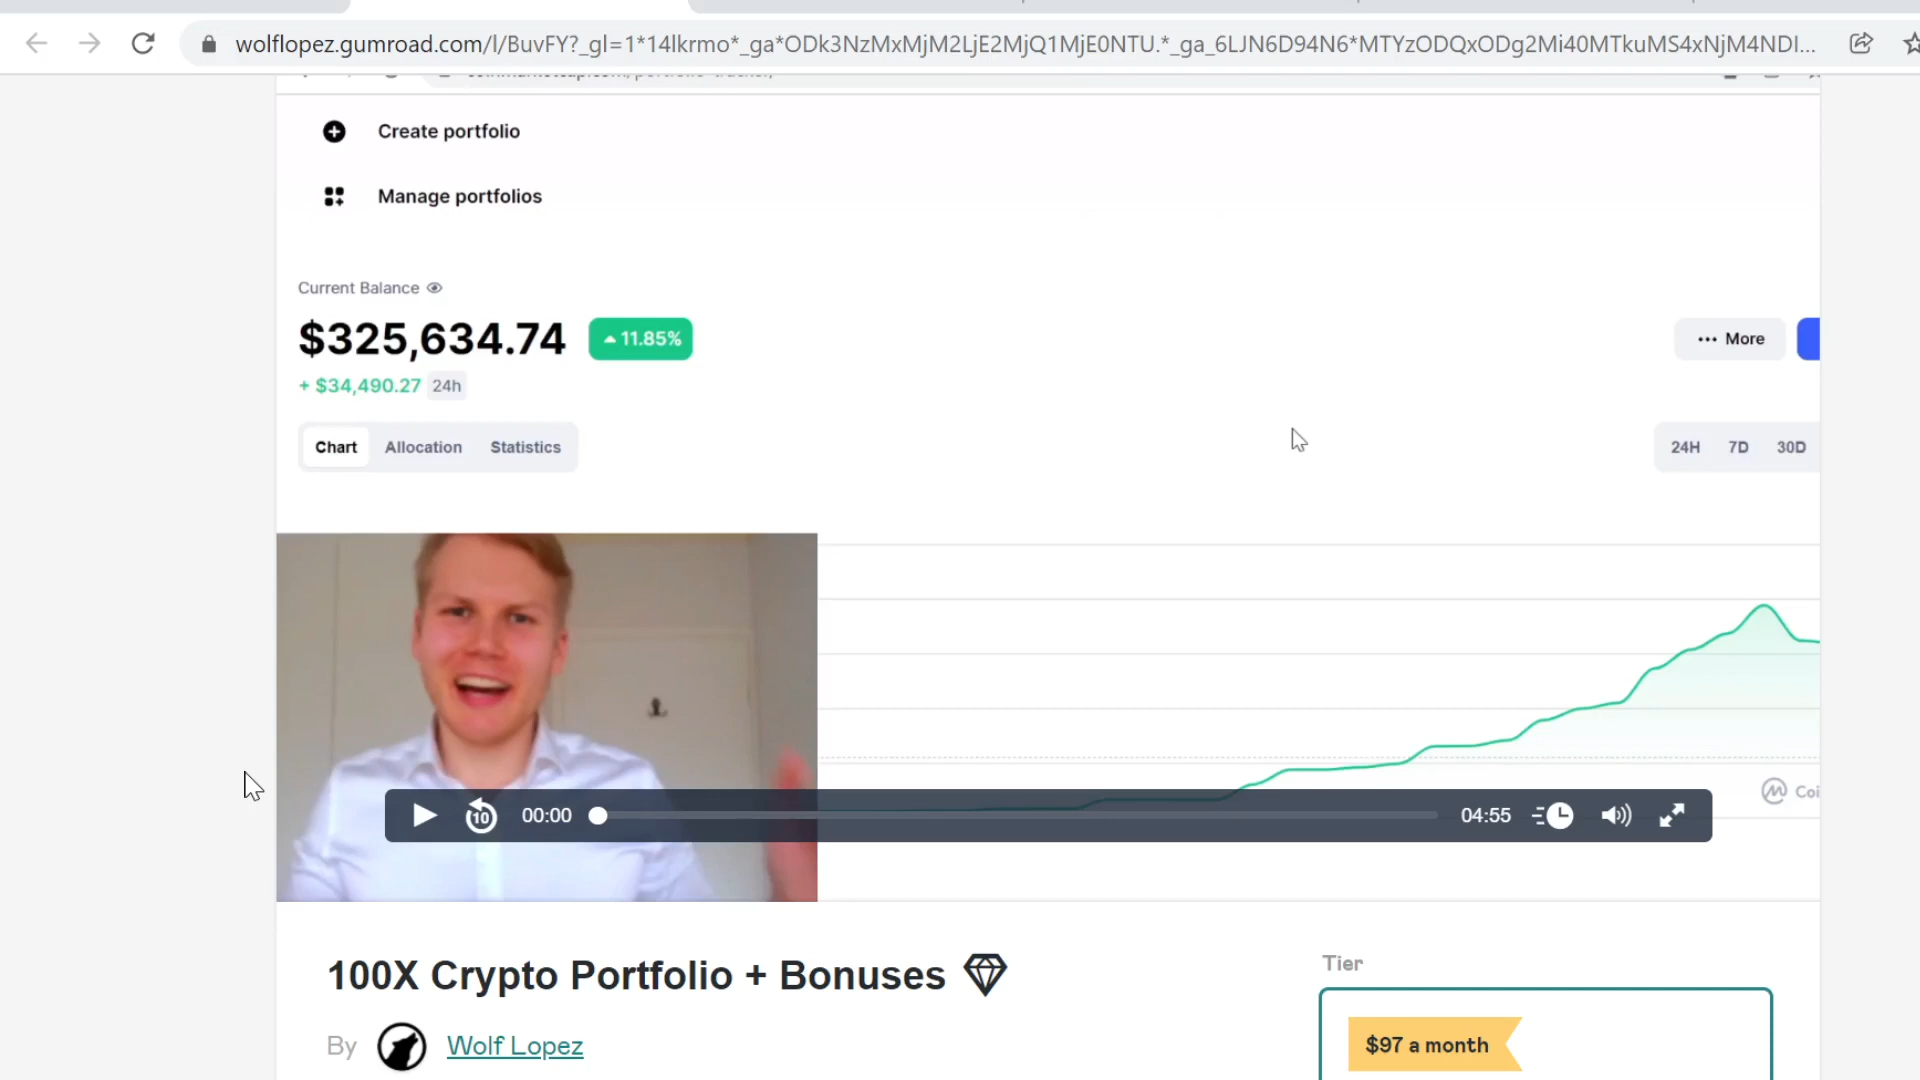 wolflopez.gumroad.com/l/BuvFY?_gl=1*14lkrmo*_ga*ODk3NzMxMjM2LjE2MjQ1MjE0NTU.*_ga_6LJN6D94N6*MTYzODQxODg2Mi40MTkuMS4xNjM4NDI...
Create portfolio
Manage portfolios
Current Balance
$325,634.74 11.85%
More
+ $34,490.27 24h
Chart Allocation Statistics
24H 7D 30D
Coi
10 00:00 04:55
100X Crypto Portfolio + Bonuses
Tier
By Wolf Lopez
$97 a month